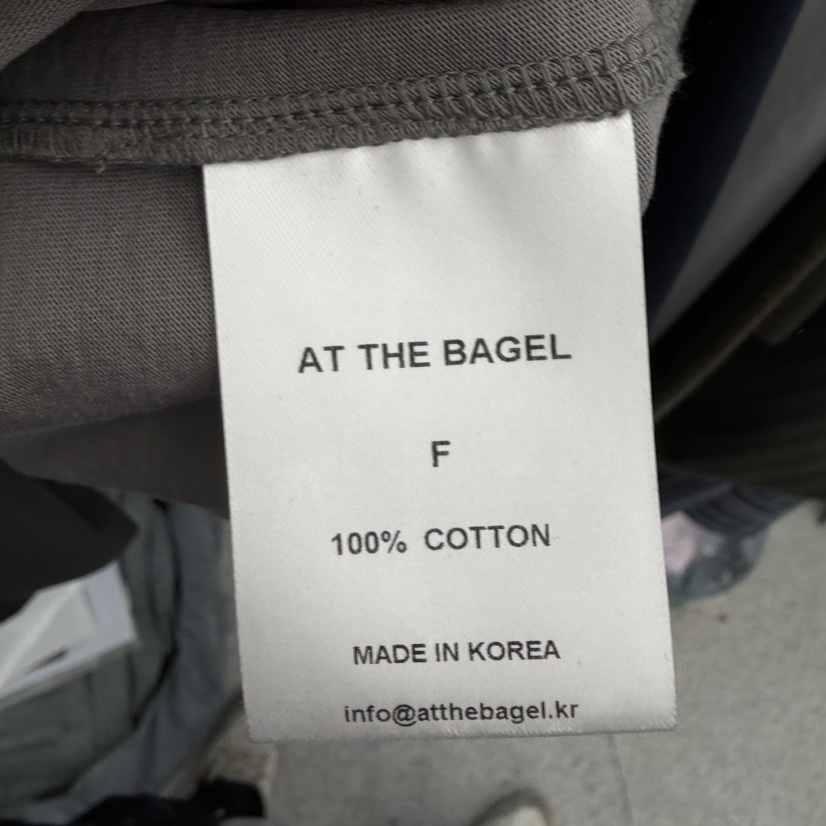 AT THE BAGEL
F
100% COTTON
MADE IN KOREA
info@atthebagel.kr